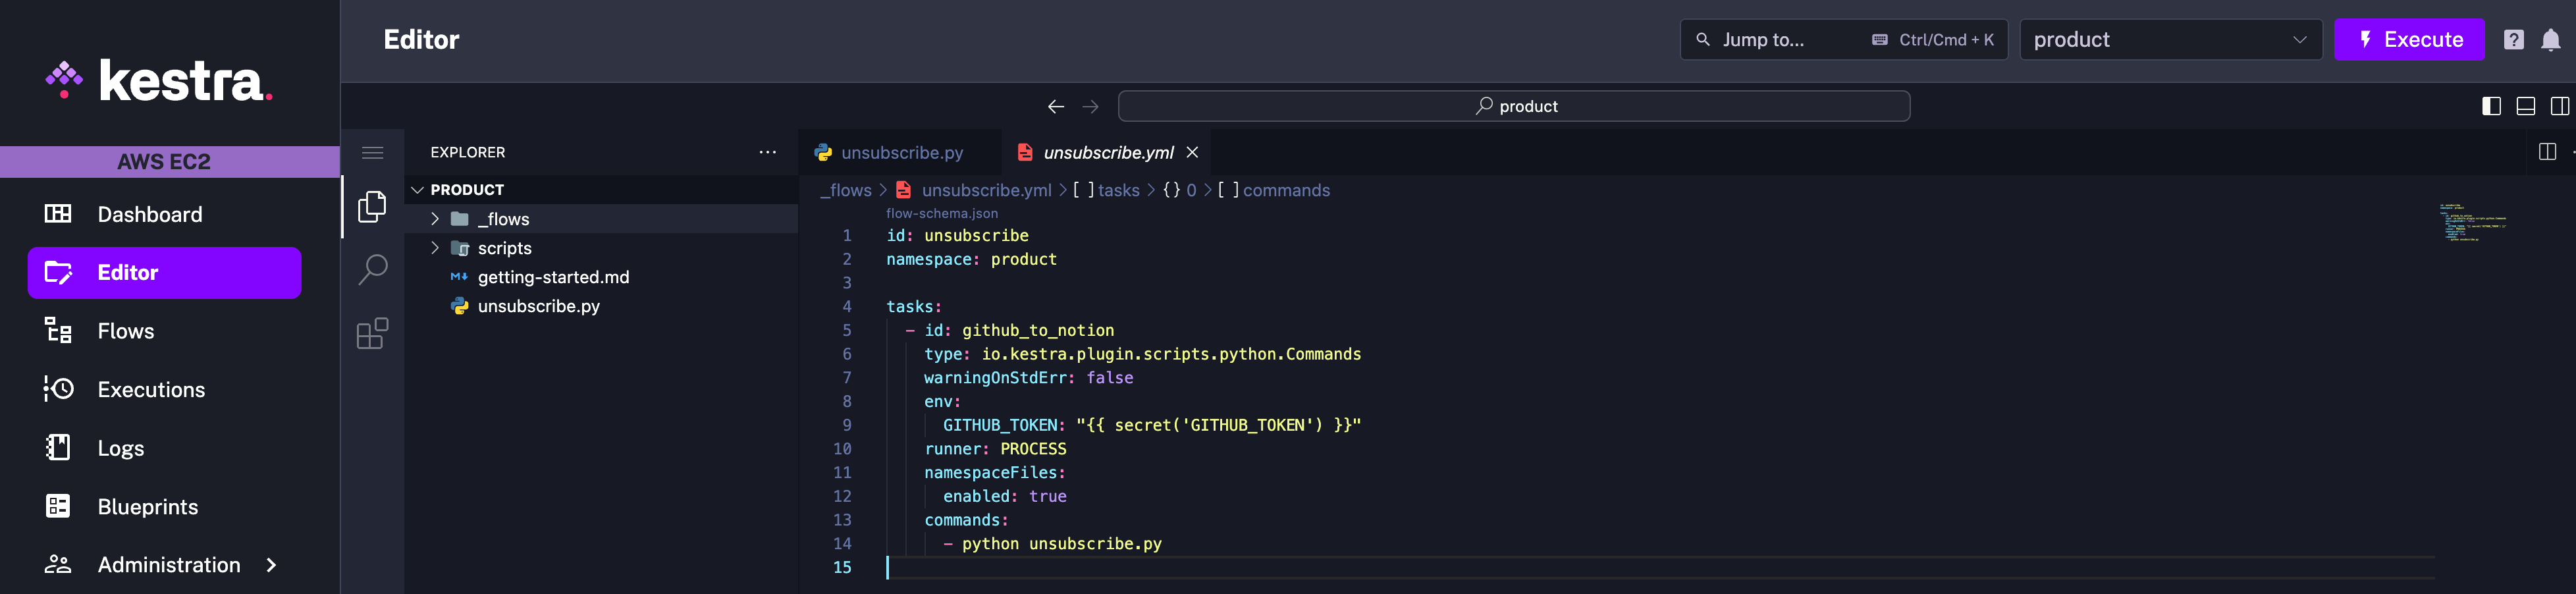 kestra.
AWS EC2
Dashboard
Editor
Flows
Executions
Logs
Blueprints
Administration
Editor
Jump to... Ctrl/Cmd + K
product
Execute
?
product
EXPLORER ...
PRODUCT
_flows
scripts
getting-started.md
unsubscribe.py
unsubscribe.py
unsubscribe.yml
_flows > unsubscribe.yml > [ ] tasks > {} 0 > [ ] commands
flow-schema.json
1 id: unsubscribe
2 namespace: product
3
4 tasks:
5 - id: github_to_notion
6 type: io.kestra.plugin.scripts.python.Commands
7 warningOnStdErr: false
8 env:
9 GITHUB_TOKEN: "{{ secret('GITHUB_TOKEN') }}"
10 runner: PROCESS
11 namespaceFiles:
12 enabled: true
13 commands:
14 - python unsubscribe.py
15